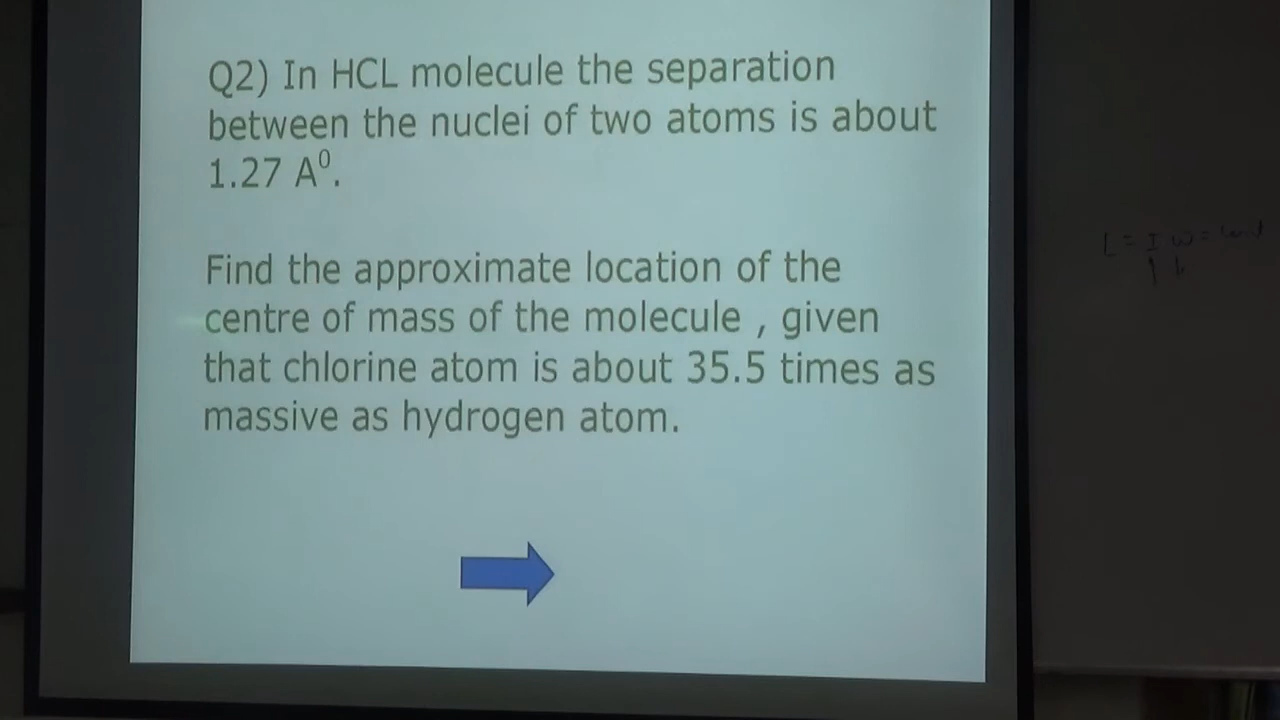 Q2) In HCL molecule the separation
between the nuclei of two atoms is about
1.27 A⁰.
Find the approximate location of the
centre of mass of the molecule , given
that chlorine atom is about 35.5 times as
massive as hydrogen atom.
L = I ω =